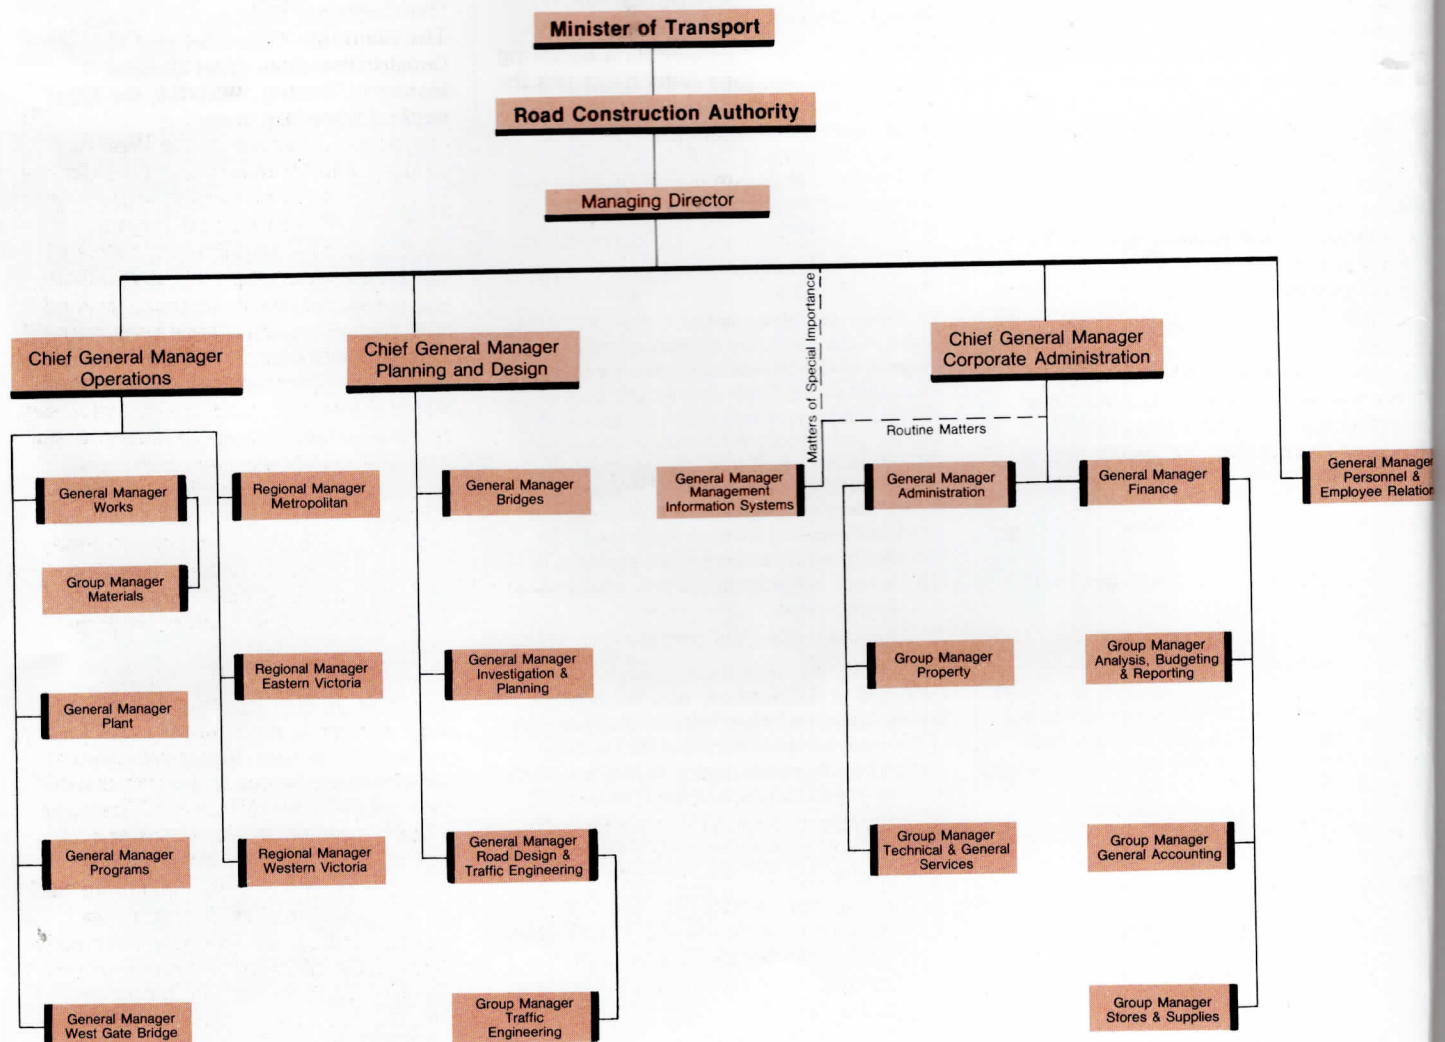 Minister of Transport
Road Construction Authority
Managing Director
Chief General Manager
Operations
Chief General Manager
Planning and Design
Matters of Special Importance
Chief General Manager
Corporate Administration
Routine Matters
General Manager
Works
Regional Manager
Metropolitan
General Manager
Bridges
General Manager
Management
Information Systems
General Manager
Administration
General Manager
Finance
General Manager
Personnel &
Employee Relation
Group Manager
Materials
Regional Manager
Eastern Victoria
General Manager
Investigation &
Planning
Group Manager
Property
Group Manager
Analysis, Budgeting
& Reporting
General Manager
Plant
General Manager
Programs
Regional Manager
Western Victoria
General Manager
Road Design &
Traffic Engineering
Group Manager
Technical & General
Services
Group Manager
General Accounting
General Manager
West Gate Bridge
Group Manager
Traffic
Engineering
Group Manager
Stores & Supplies